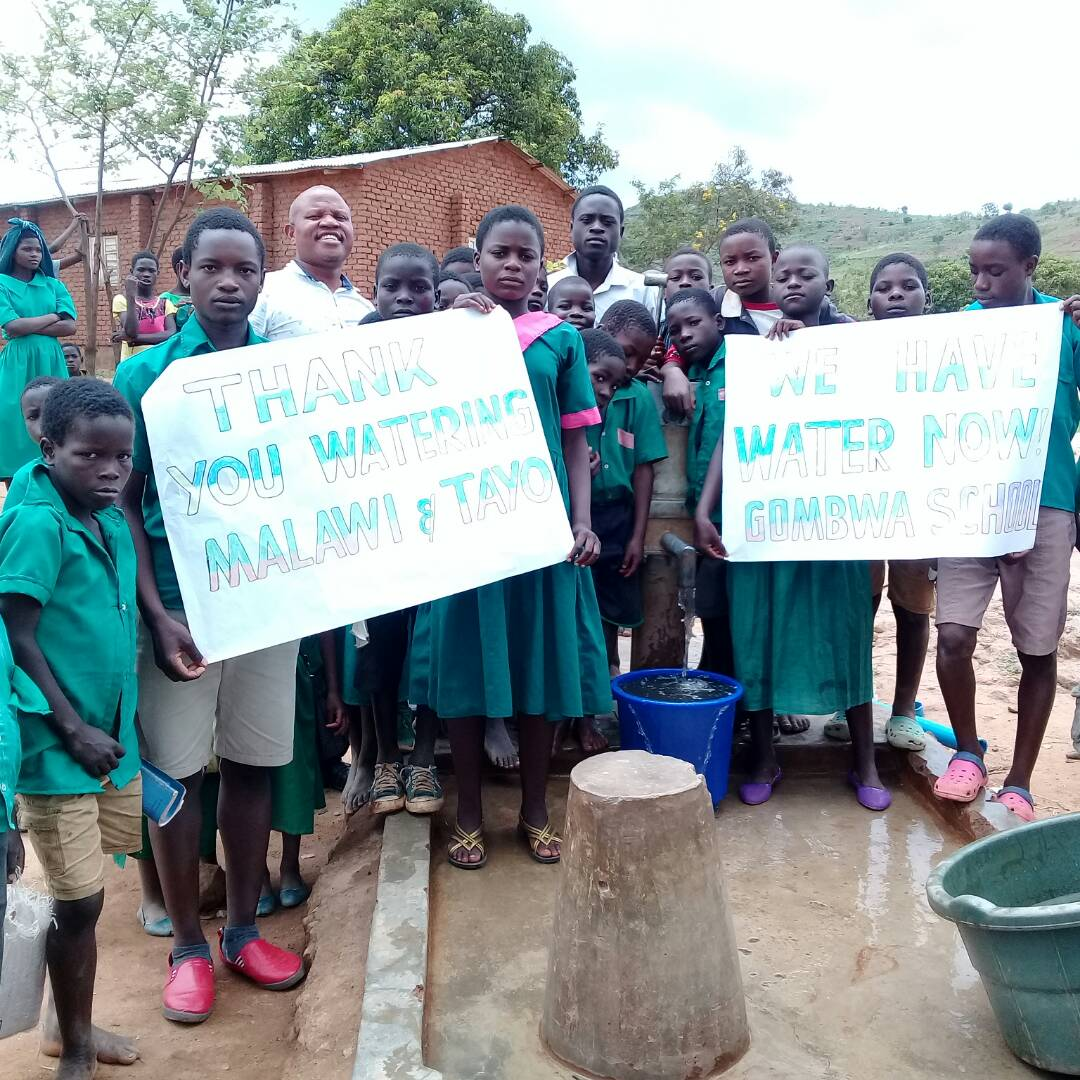 THANK
YOU WATERING
MALAWI & TAYO
WE HAVE
WATER NOW!
GOMBWA SCHOOL